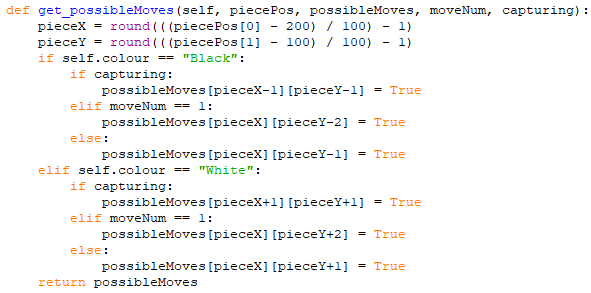 def get_possibleMoves(self, piecePos, possibleMoves, moveNum, capturing):
    pieceX = round(((piecePos[0] - 200) / 100) - 1)
    pieceY = round(((piecePos[1] - 100) / 100) - 1)
    if self.colour == "Black":
        if capturing:
            possibleMoves[pieceX-1][pieceY-1] = True
        elif moveNum == 1:
            possibleMoves[pieceX][pieceY-2] = True
        else:
            possibleMoves[pieceX][pieceY-1] = True
    elif self.colour == "White":
        if capturing:
            possibleMoves[pieceX+1][pieceY+1] = True
        elif moveNum == 1:
            possibleMoves[pieceX][pieceY+2] = True
        else:
            possibleMoves[pieceX][pieceY+1] = True
    return possibleMoves